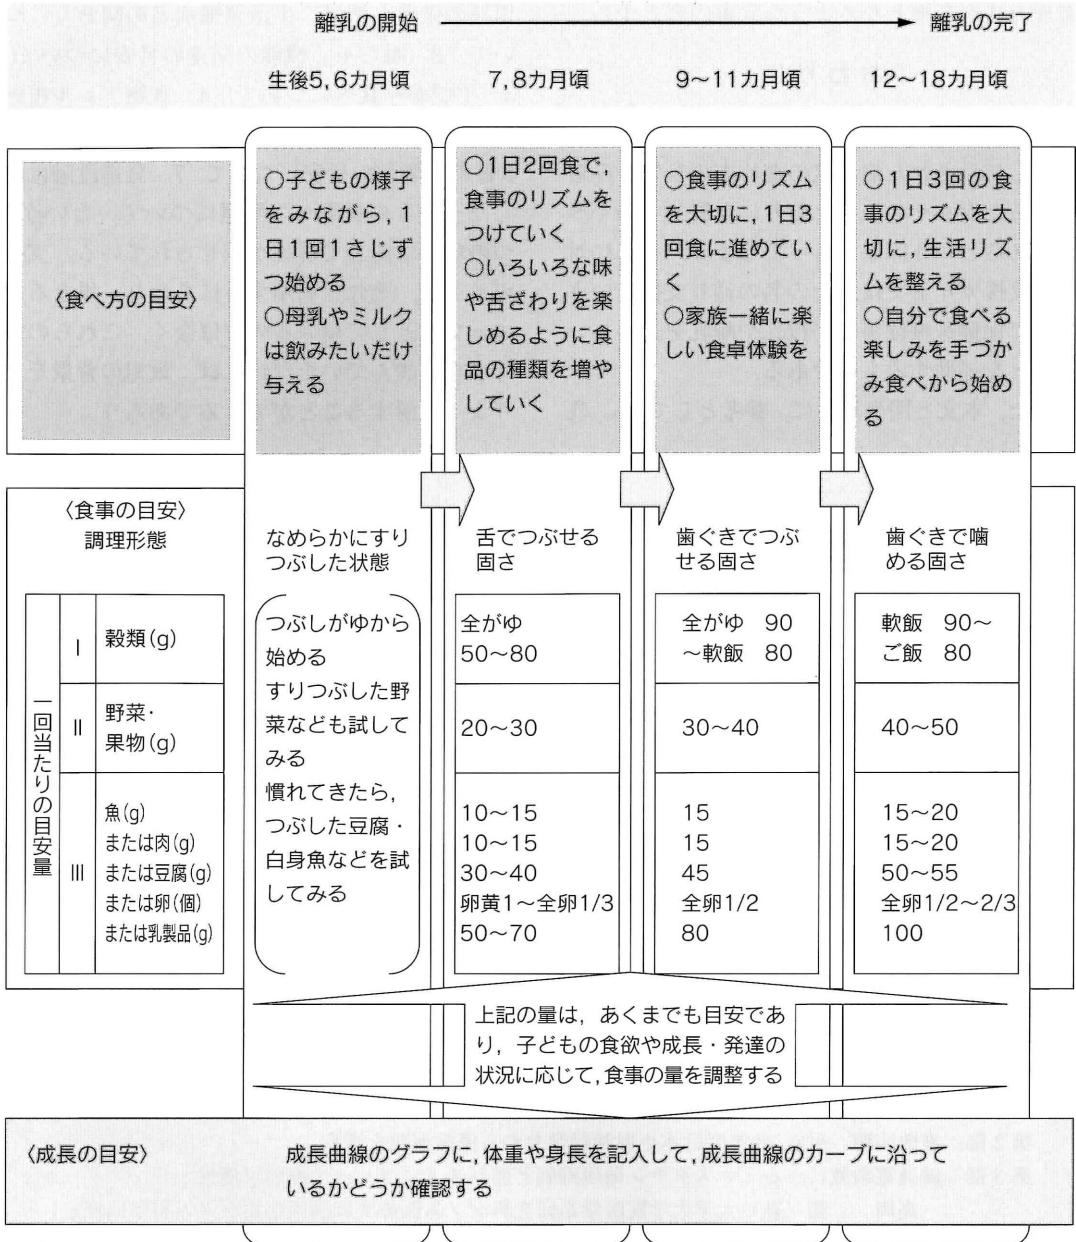 離乳の開始 → 離乳の完了
生後5,6カ月頃 7,8カ月頃 9〜11カ月頃 12〜18カ月頃
〈食べ方の目安〉
○子どもの様子
をみながら,1
日1回1さじず
つ始める
○母乳やミルク
は飲みたいだけ
与える
○1日2回食で,
食事のリズムを
つけていく
○いろいろな味
や舌ざわりを楽
しめるように食
品の種類を増や
していく
○食事のリズム
を大切に,1日3
回食に進めてい
く
○家族一緒に楽
しい食卓体験を
○1日3回の食
事のリズムを大
切に,生活リズ
ムを整える
○自分で食べる
楽しみを手づか
み食べから始め
る
〈食事の目安〉
調理形態
なめらかにすり
つぶした状態
舌でつぶせる
固さ
歯ぐきでつぶ
せる固さ
歯ぐきで噛
める固さ
一回当たりの目安量
Ⅰ
穀類(g)
つぶしがゆから
始める
すりつぶした野
菜なども試して
みる
慣れてきたら,
つぶした豆腐・
白身魚などを試
してみる
全がゆ
50〜80
全がゆ 90
〜軟飯 80
軟飯 90〜
ご飯 80
Ⅱ
野菜・
果物(g)
20〜30
30〜40
40〜50
Ⅲ
魚(g)
または肉(g)
または豆腐(g)
または卵(個)
または乳製品(g)
10〜15
10〜15
30〜40
卵黄1〜全卵1/3
50〜70
15
15
45
全卵1/2
80
15〜20
15〜20
50〜55
全卵1/2〜2/3
100
上記の量は，あくまでも目安であ
り，子どもの食欲や成長・発達の
状況に応じて,食事の量を調整する
〈成長の目安〉
成長曲線のグラフに,体重や身長を記入して,成長曲線のカーブに沿って
いるかどうか確認する